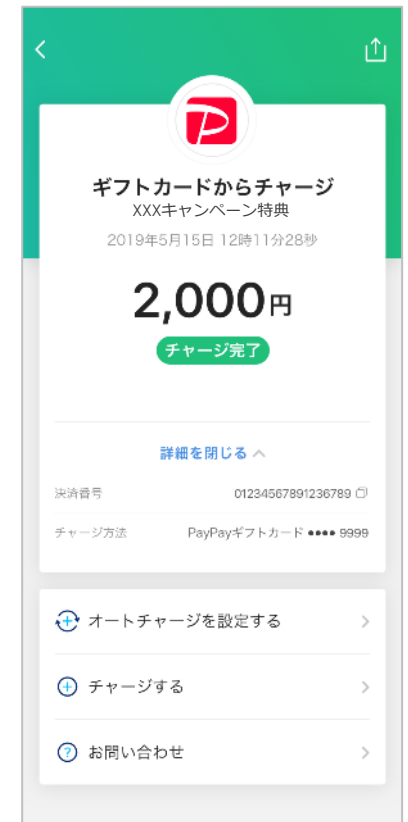 ギフトカードからチャージ
XXXキャンペーン特典
2019年5月15日 12時11分28秒
2,000円
チャージ完了
詳細を閉じる
決済番号 01234567891236789
チャージ方法 PayPayギフトカード •••• 9999
オートチャージを設定する
チャージする
お問い合わせ